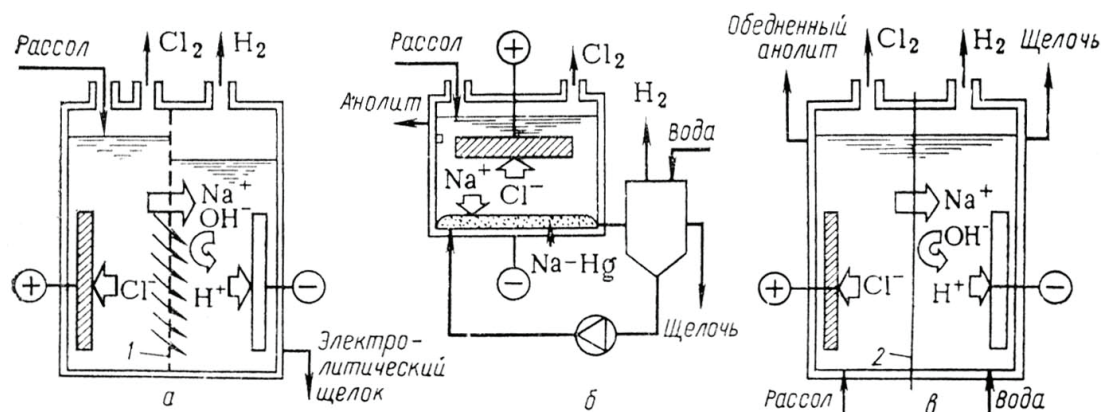 Рассол
Cl₂
H₂
Na⁺
OH⁻
Cl⁻
H⁺
+
−
1
Электро-
литический
щелок
а
Рассол
+
Cl₂
Анолит
H₂
Вода
Na⁺
Cl⁻
Na–Hg
−
Щелочь
б
Обедненный
анолит
Cl₂
H₂
Щелочь
Na⁺
OH⁻
+
Cl⁻
H⁺
−
2
Рассол
в
Вода